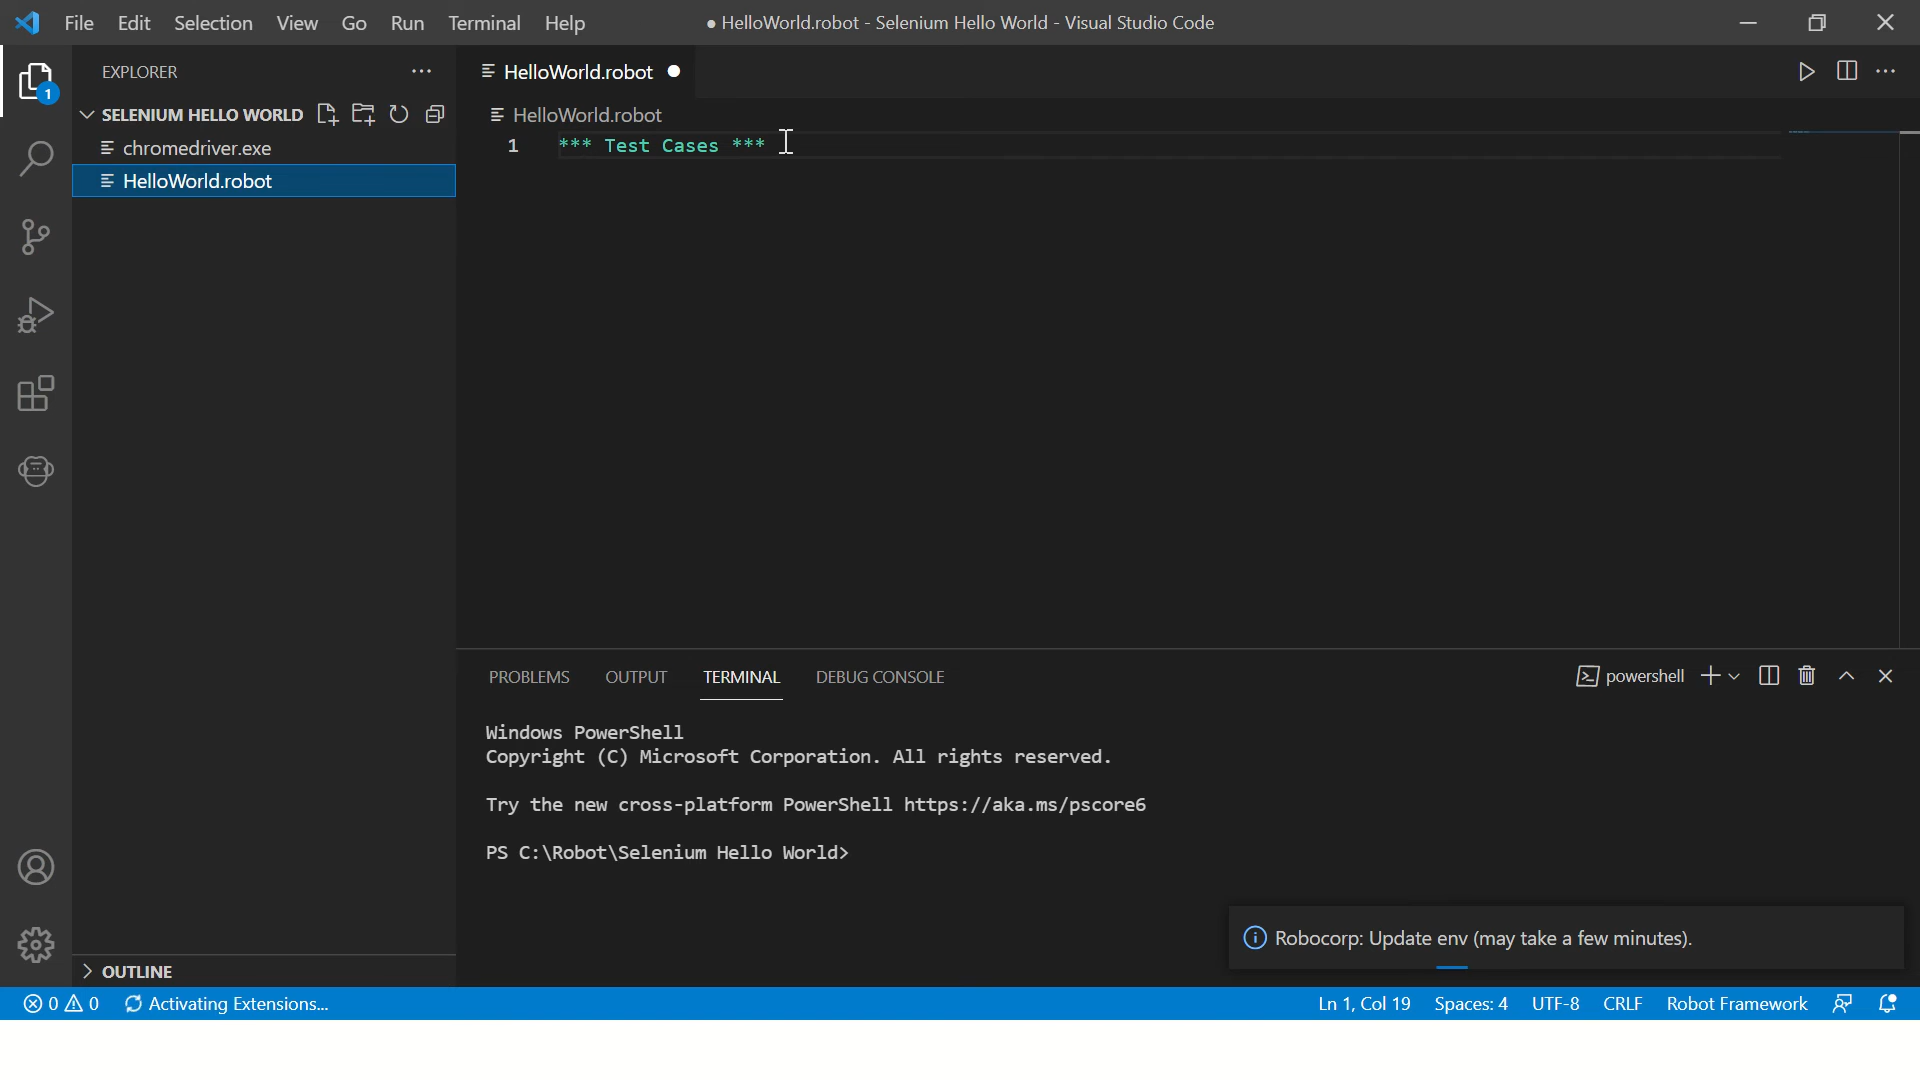 File Edit Selection View Go Run Terminal Help ● HelloWorld.robot - Selenium Hello World - Visual Studio Code
EXPLORER
1
SELENIUM HELLO WORLD
chromedriver.exe
HelloWorld.robot
HelloWorld.robot
HelloWorld.robot
1 *** Test Cases ***
PROBLEMS OUTPUT TERMINAL DEBUG CONSOLE powershell
Windows PowerShell
Copyright (C) Microsoft Corporation. All rights reserved.
Try the new cross-platform PowerShell https://aka.ms/pscore6
PS C:\Robot\Selenium Hello World>
Robocorp: Update env (may take a few minutes).
OUTLINE
0 0 Activating Extensions... Ln 1, Col 19 Spaces: 4 UTF-8 CRLF Robot Framework